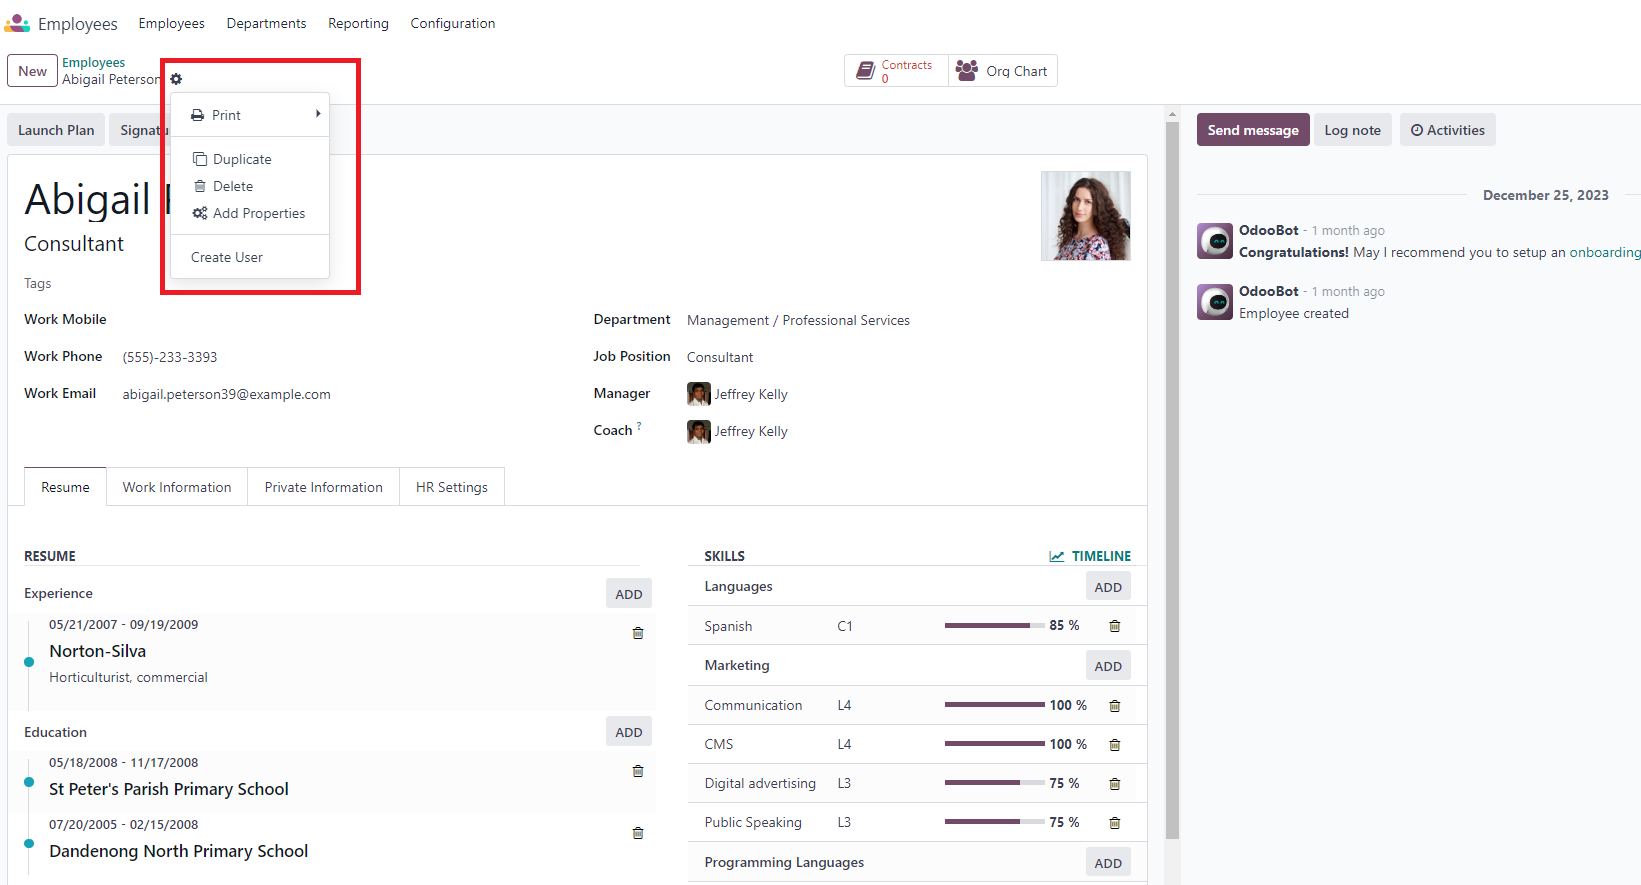 Employees Employees Departments Reporting Configuration
New Employees
Abigail Peterson
Contracts
0
Org Chart
Launch Plan
Print
Duplicate
Delete
Add Properties
Create User
Send message Log note Activities
Abigail
Consultant
Tags
Work Mobile
Work Phone (555)-233-3393
Work Email abigail.peterson39@example.com
Department Management / Professional Services
Job Position Consultant
Manager Jeffrey Kelly
Coach ? Jeffrey Kelly
December 25, 2023
OdooBot - 1 month ago
Congratulations! May I recommend you to setup an onboarding
OdooBot - 1 month ago
Employee created
Resume Work Information Private Information HR Settings
RESUME
Experience ADD
05/21/2007 - 09/19/2009
Norton-Silva
Horticulturist, commercial
Education ADD
05/18/2008 - 11/17/2008
St Peter's Parish Primary School
07/20/2005 - 02/15/2008
Dandenong North Primary School
SKILLS TIMELINE
Languages ADD
Spanish C1 85 %
Marketing ADD
Communication L4 100 %
CMS L4 100 %
Digital advertising L3 75 %
Public Speaking L3 75 %
Programming Languages ADD